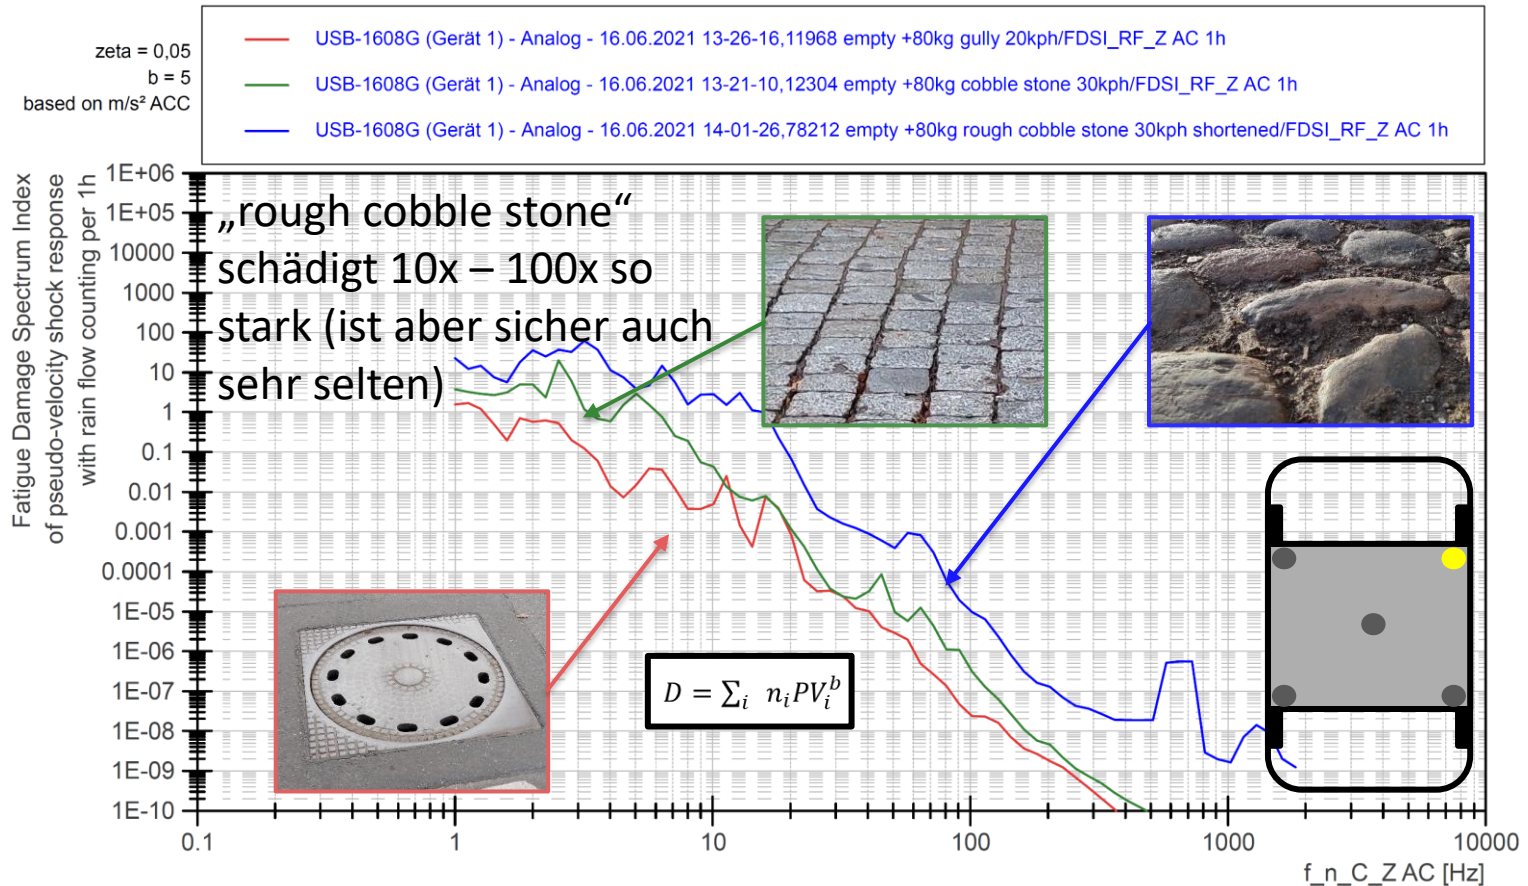 zeta = 0,05
b = 5
based on m/s² ACC
USB-1608G (Gerät 1) - Analog - 16.06.2021 13-26-16,11968 empty +80kg gully 20kph/FDSI_RF_Z AC 1h
USB-1608G (Gerät 1) - Analog - 16.06.2021 13-21-10,12304 empty +80kg cobble stone 30kph/FDSI_RF_Z AC 1h
USB-1608G (Gerät 1) - Analog - 16.06.2021 14-01-26,78212 empty +80kg rough cobble stone 30kph shortened/FDSI_RF_Z AC 1h
Fatigue Damage Spectrum Index
of pseudo-velocity shock response
with rain flow counting per 1h
1E+06
1E+05
10000
1000
100
10
1
0.1
0.01
0.001
0.0001
1E-05
1E-06
1E-07
1E-08
1E-09
1E-10
„rough cobble stone“
schädigt 10x – 100x so
stark (ist aber sicher auch
sehr selten)
D = ∑ᵢ nᵢPVᵢᵇ
0.1
1
10
100
1000
10000
f_n_C_Z AC [Hz]